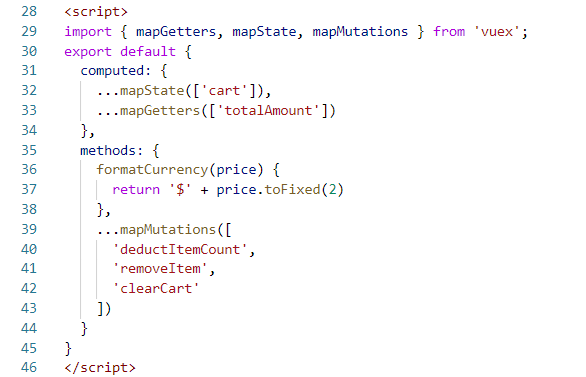 28 <script>
29 import { mapGetters, mapState, mapMutations } from 'vuex';
30 export default {
31   computed: {
32     ...mapState(['cart']),
33     ...mapGetters(['totalAmount'])
34   },
35   methods: {
36     formatCurrency(price) {
37       return '$' + price.toFixed(2)
38     },
39     ...mapMutations([
40       'deductItemCount',
41       'removeItem',
42       'clearCart'
43     ])
44   }
45 }
46 </script>